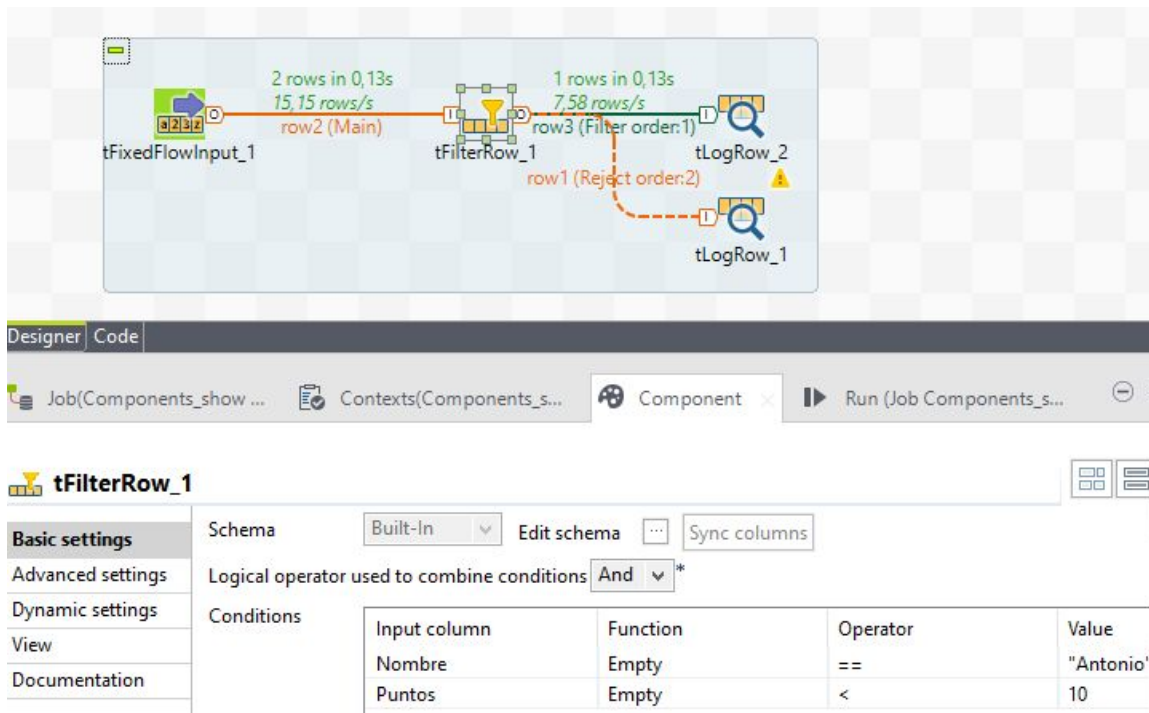 2 rows in 0,13s
1 rows in 0,13s
15,15 rows/s
7,58 rows/s
row2 (Main)
row3 (Filter order:1)
tFixedFlowInput_1
tFilterRow_1
tLogRow_2
row1 (Reject order:2)
tLogRow_1
Designer Code
Job(Components_show ...
Contexts(Components_s...
Component
Run (Job Components_s...
tFilterRow_1
Basic settings
Advanced settings
Dynamic settings
View
Documentation
Schema Built-In Edit schema ... Sync columns
Logical operator used to combine conditions And *
Conditions
Input column Function Operator Value
Nombre Empty == "Antonio"
Puntos Empty < 10